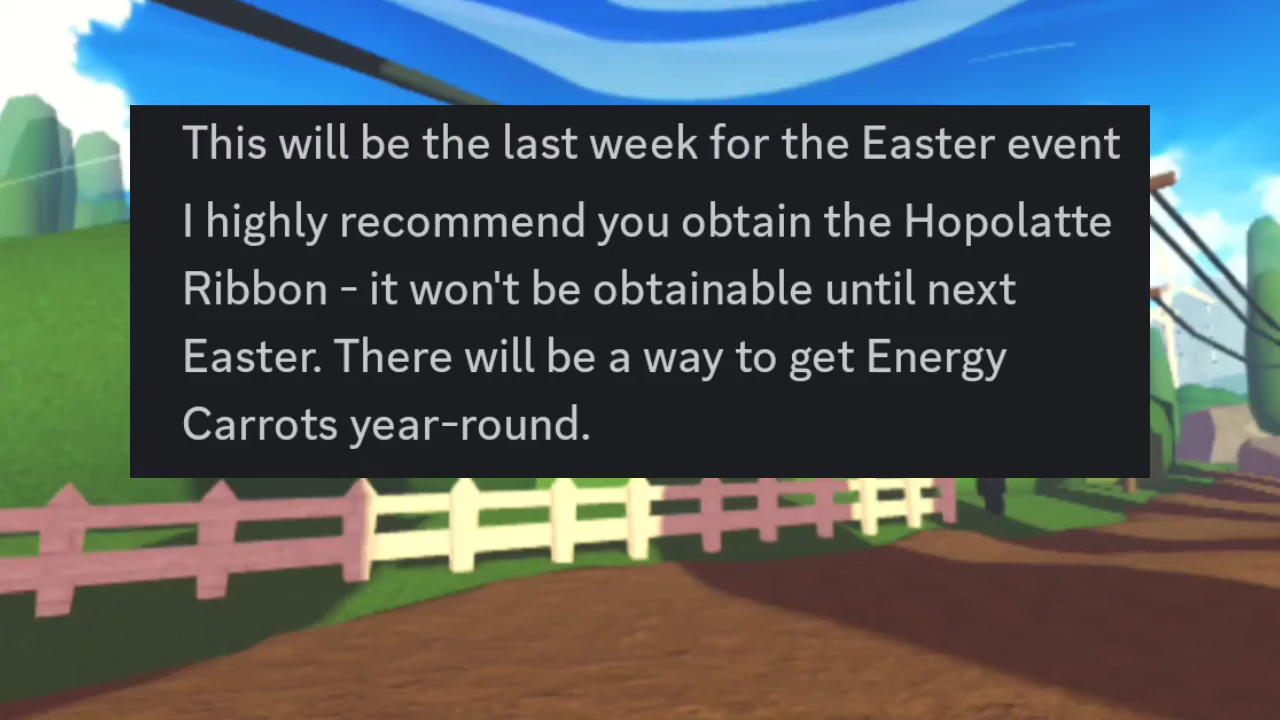 This will be the last week for the Easter event
I highly recommend you obtain the Hopolatte
Ribbon - it won't be obtainable until next
Easter. There will be a way to get Energy
Carrots year-round.